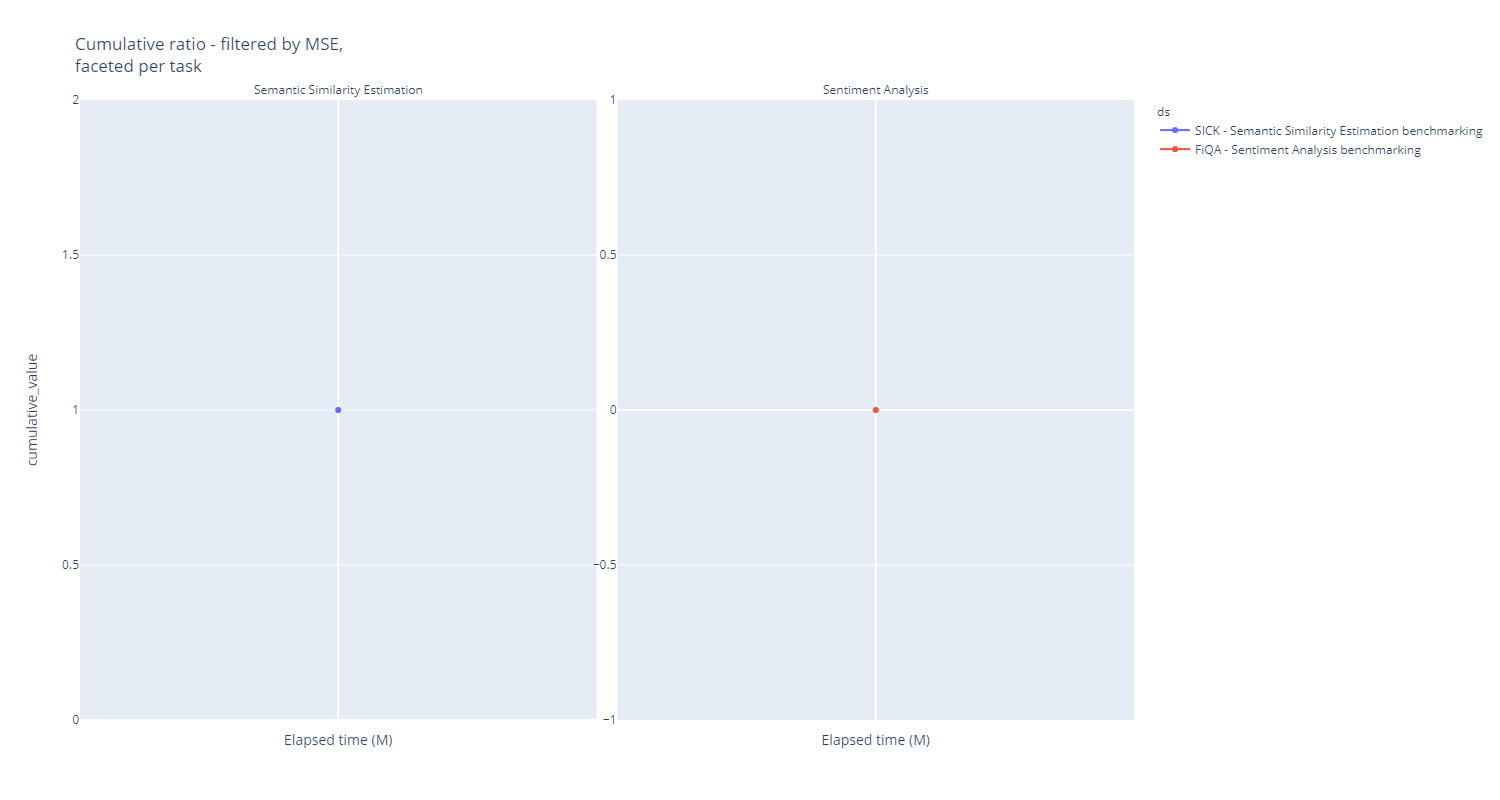 Cumulative ratio - filtered by MSE,
faceted per task
Semantic Similarity Estimation
2
1.5
1
0.5
0
cumulative_value
Elapsed time (M)
Sentiment Analysis
1
0.5
0
−0.5
−1
Elapsed time (M)
ds
SICK - Semantic Similarity Estimation benchmarking
FiQA - Sentiment Analysis benchmarking